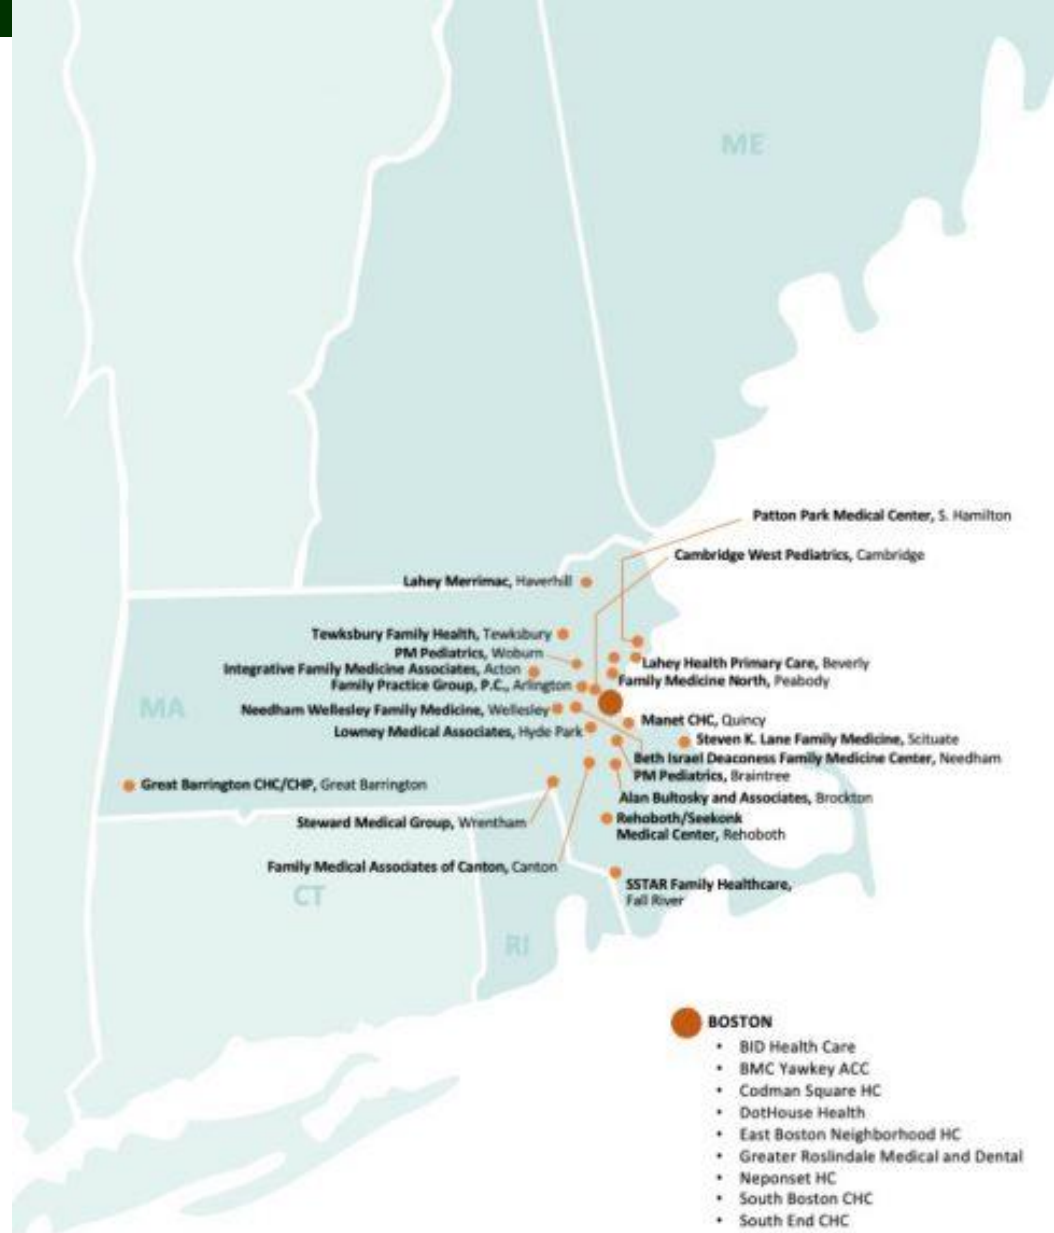 ME
Patton Park Medical Center, S. Hamilton
Cambridge West Pediatrics, Cambridge
Lahey Merrimac, Haverhill
Tewksbury Family Health, Tewksbury
PM Pediatrics, Woburn
Integrative Family Medicine Associates, Acton
Lahey Health Primary Care, Beverly
Family Medicine North, Peabody
Family Practice Group, P.C., Arlington
MA
Needham Wellesley Family Medicine, Wellesley
Manet CHC, Quincy
Lowney Medical Associates, Hyde Park
Steven K. Lane Family Medicine, Scituate
Beth Israel Deaconess Family Medicine Center, Needham
PM Pediatrics, Braintree
Great Barrington CHC/CHP, Great Barrington
Alan Bultosky and Associates, Brockton
Steward Medical Group, Wrentham
Rehoboth/Seekonk
Medical Center, Rehoboth
Family Medical Associates of Canton, Canton
SSTAR Family Healthcare,
Fall River
CT
RI
BOSTON
• BID Health Care
• BMC Yawkey ACC
• Codman Square HC
• DotHouse Health
• East Boston Neighborhood HC
• Greater Roslindale Medical and Dental
• Neponset HC
• South Boston CHC
• South End CHC